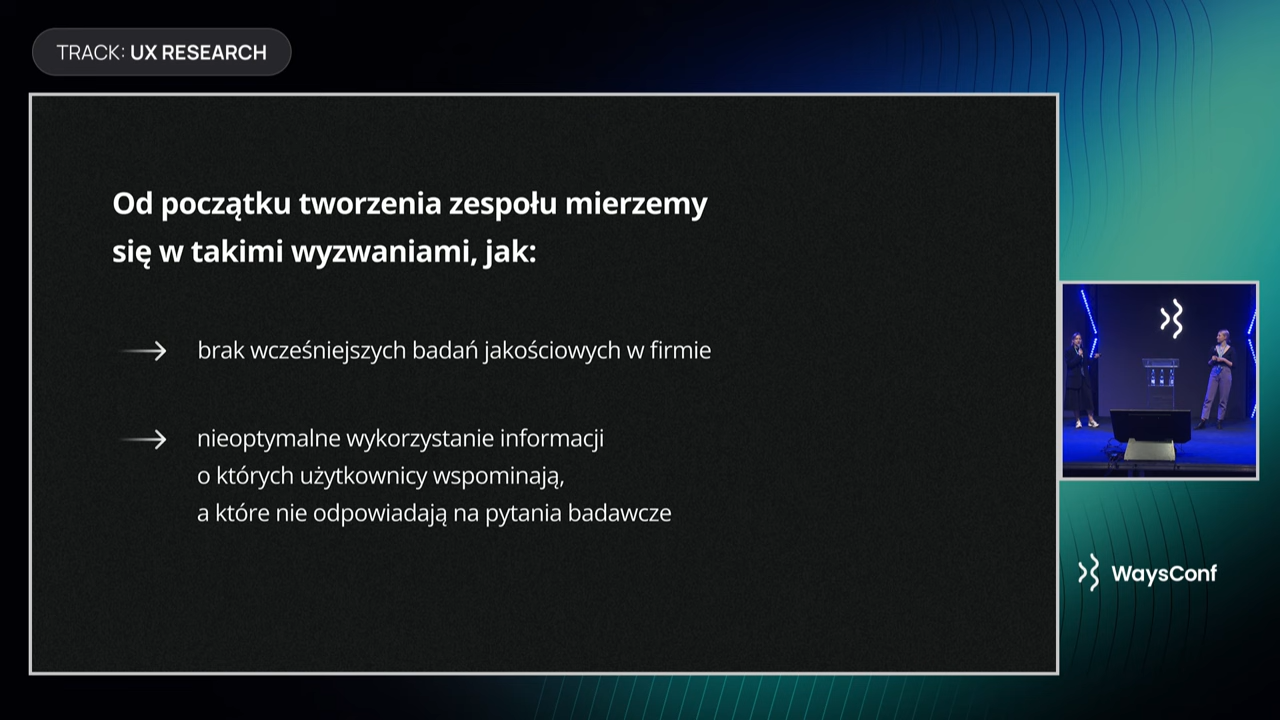 TRACK: UX RESEARCH
Od początku tworzenia zespołu mierzemy
się w takimi wyzwaniami, jak:
brak wcześniejszych badań jakościowych w firmie
nieoptymalne wykorzystanie informacji
o których użytkownicy wspominają,
a które nie odpowiadają na pytania badawcze
WaysConf